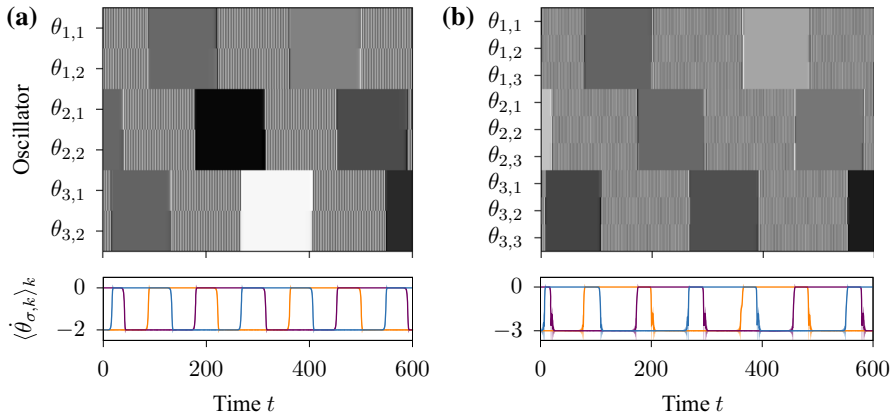 (a)
θ1,1
θ1,2
θ2,1
θ2,2
θ3,1
θ3,2
Oscillator
0
−2
⟨θ̇σ,k⟩k
0 200 400 600
Time t
(b)
θ1,1
θ1,2
θ1,3
θ2,1
θ2,2
θ2,3
θ3,1
θ3,2
θ3,3
0
−3
0 200 400 600
Time t